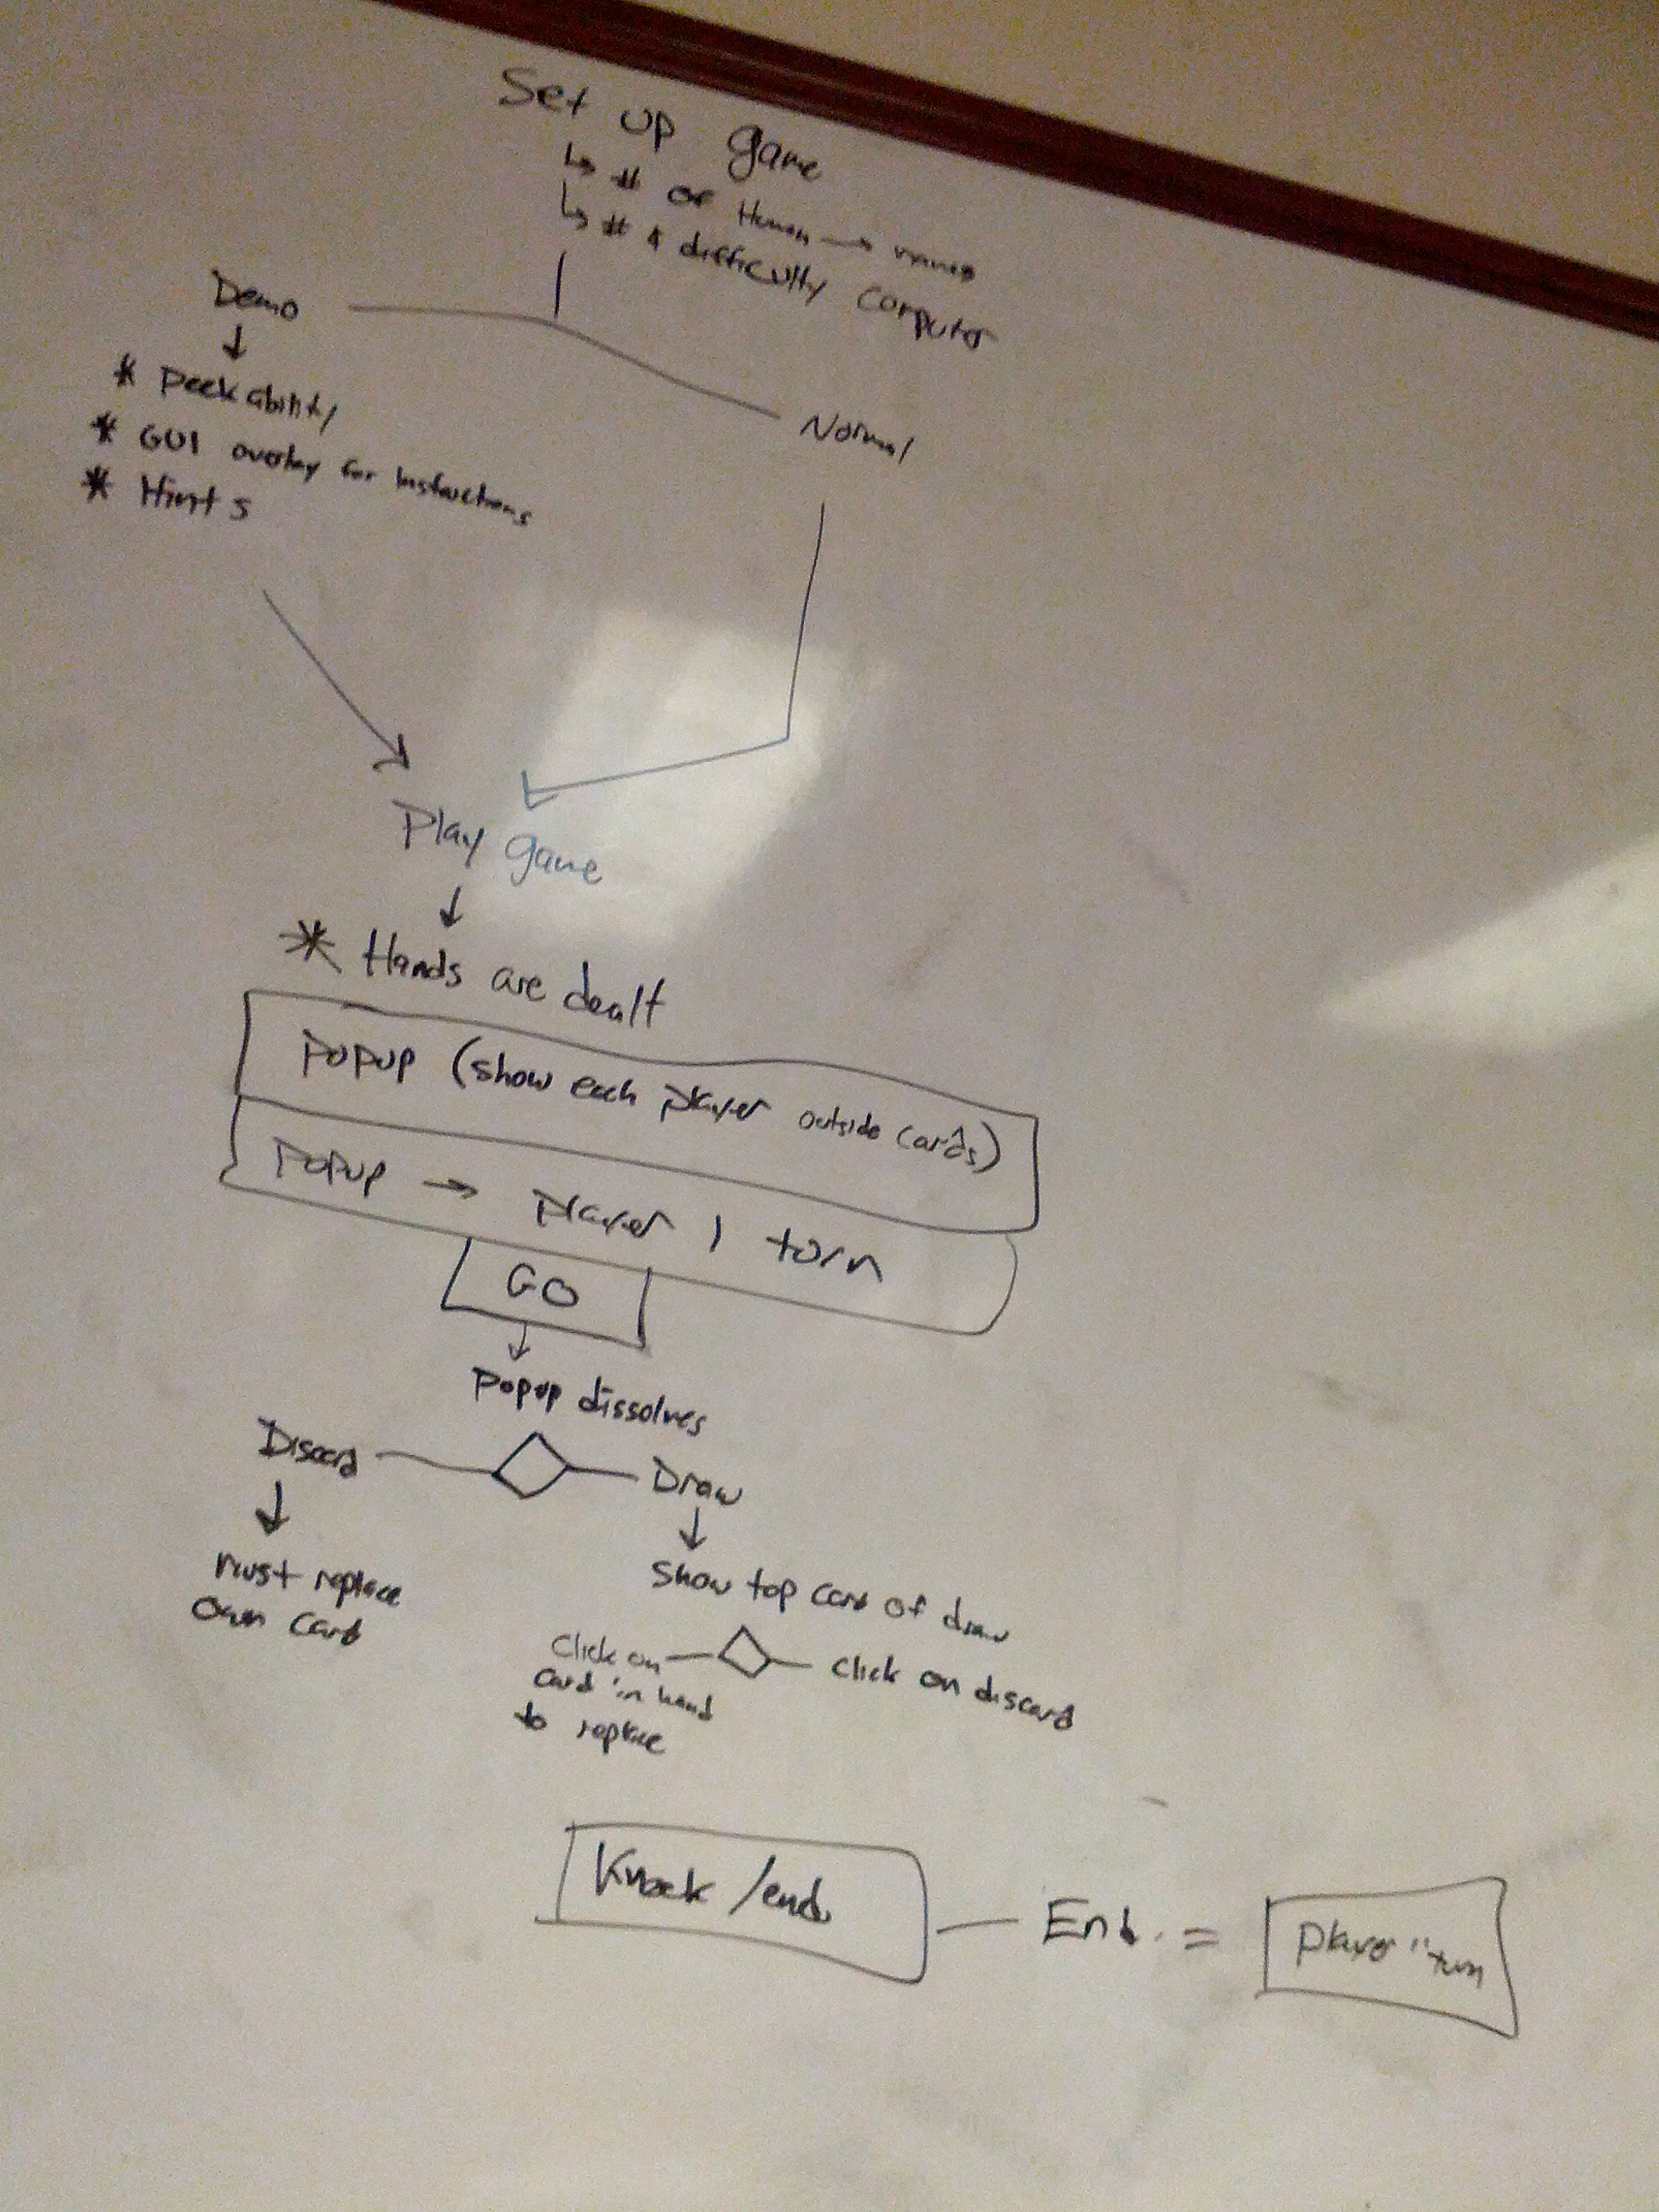 Set up game
↳ # of Human → names
↳ # & difficulty computer
Demo
↓
* Peekability
* GUI overlay for instructions
* Hints
Normal
Play game
↓
* Hands are dealt
Popup (show each player outside cards)
Popup → player 1 turn
GO
↓
Popup dissolves
Discard
↓
must replace
own card
Draw
↓
show top card of draw
Click on
card in hand
to replace
click on discard
Knock /end
End. =
player " turn